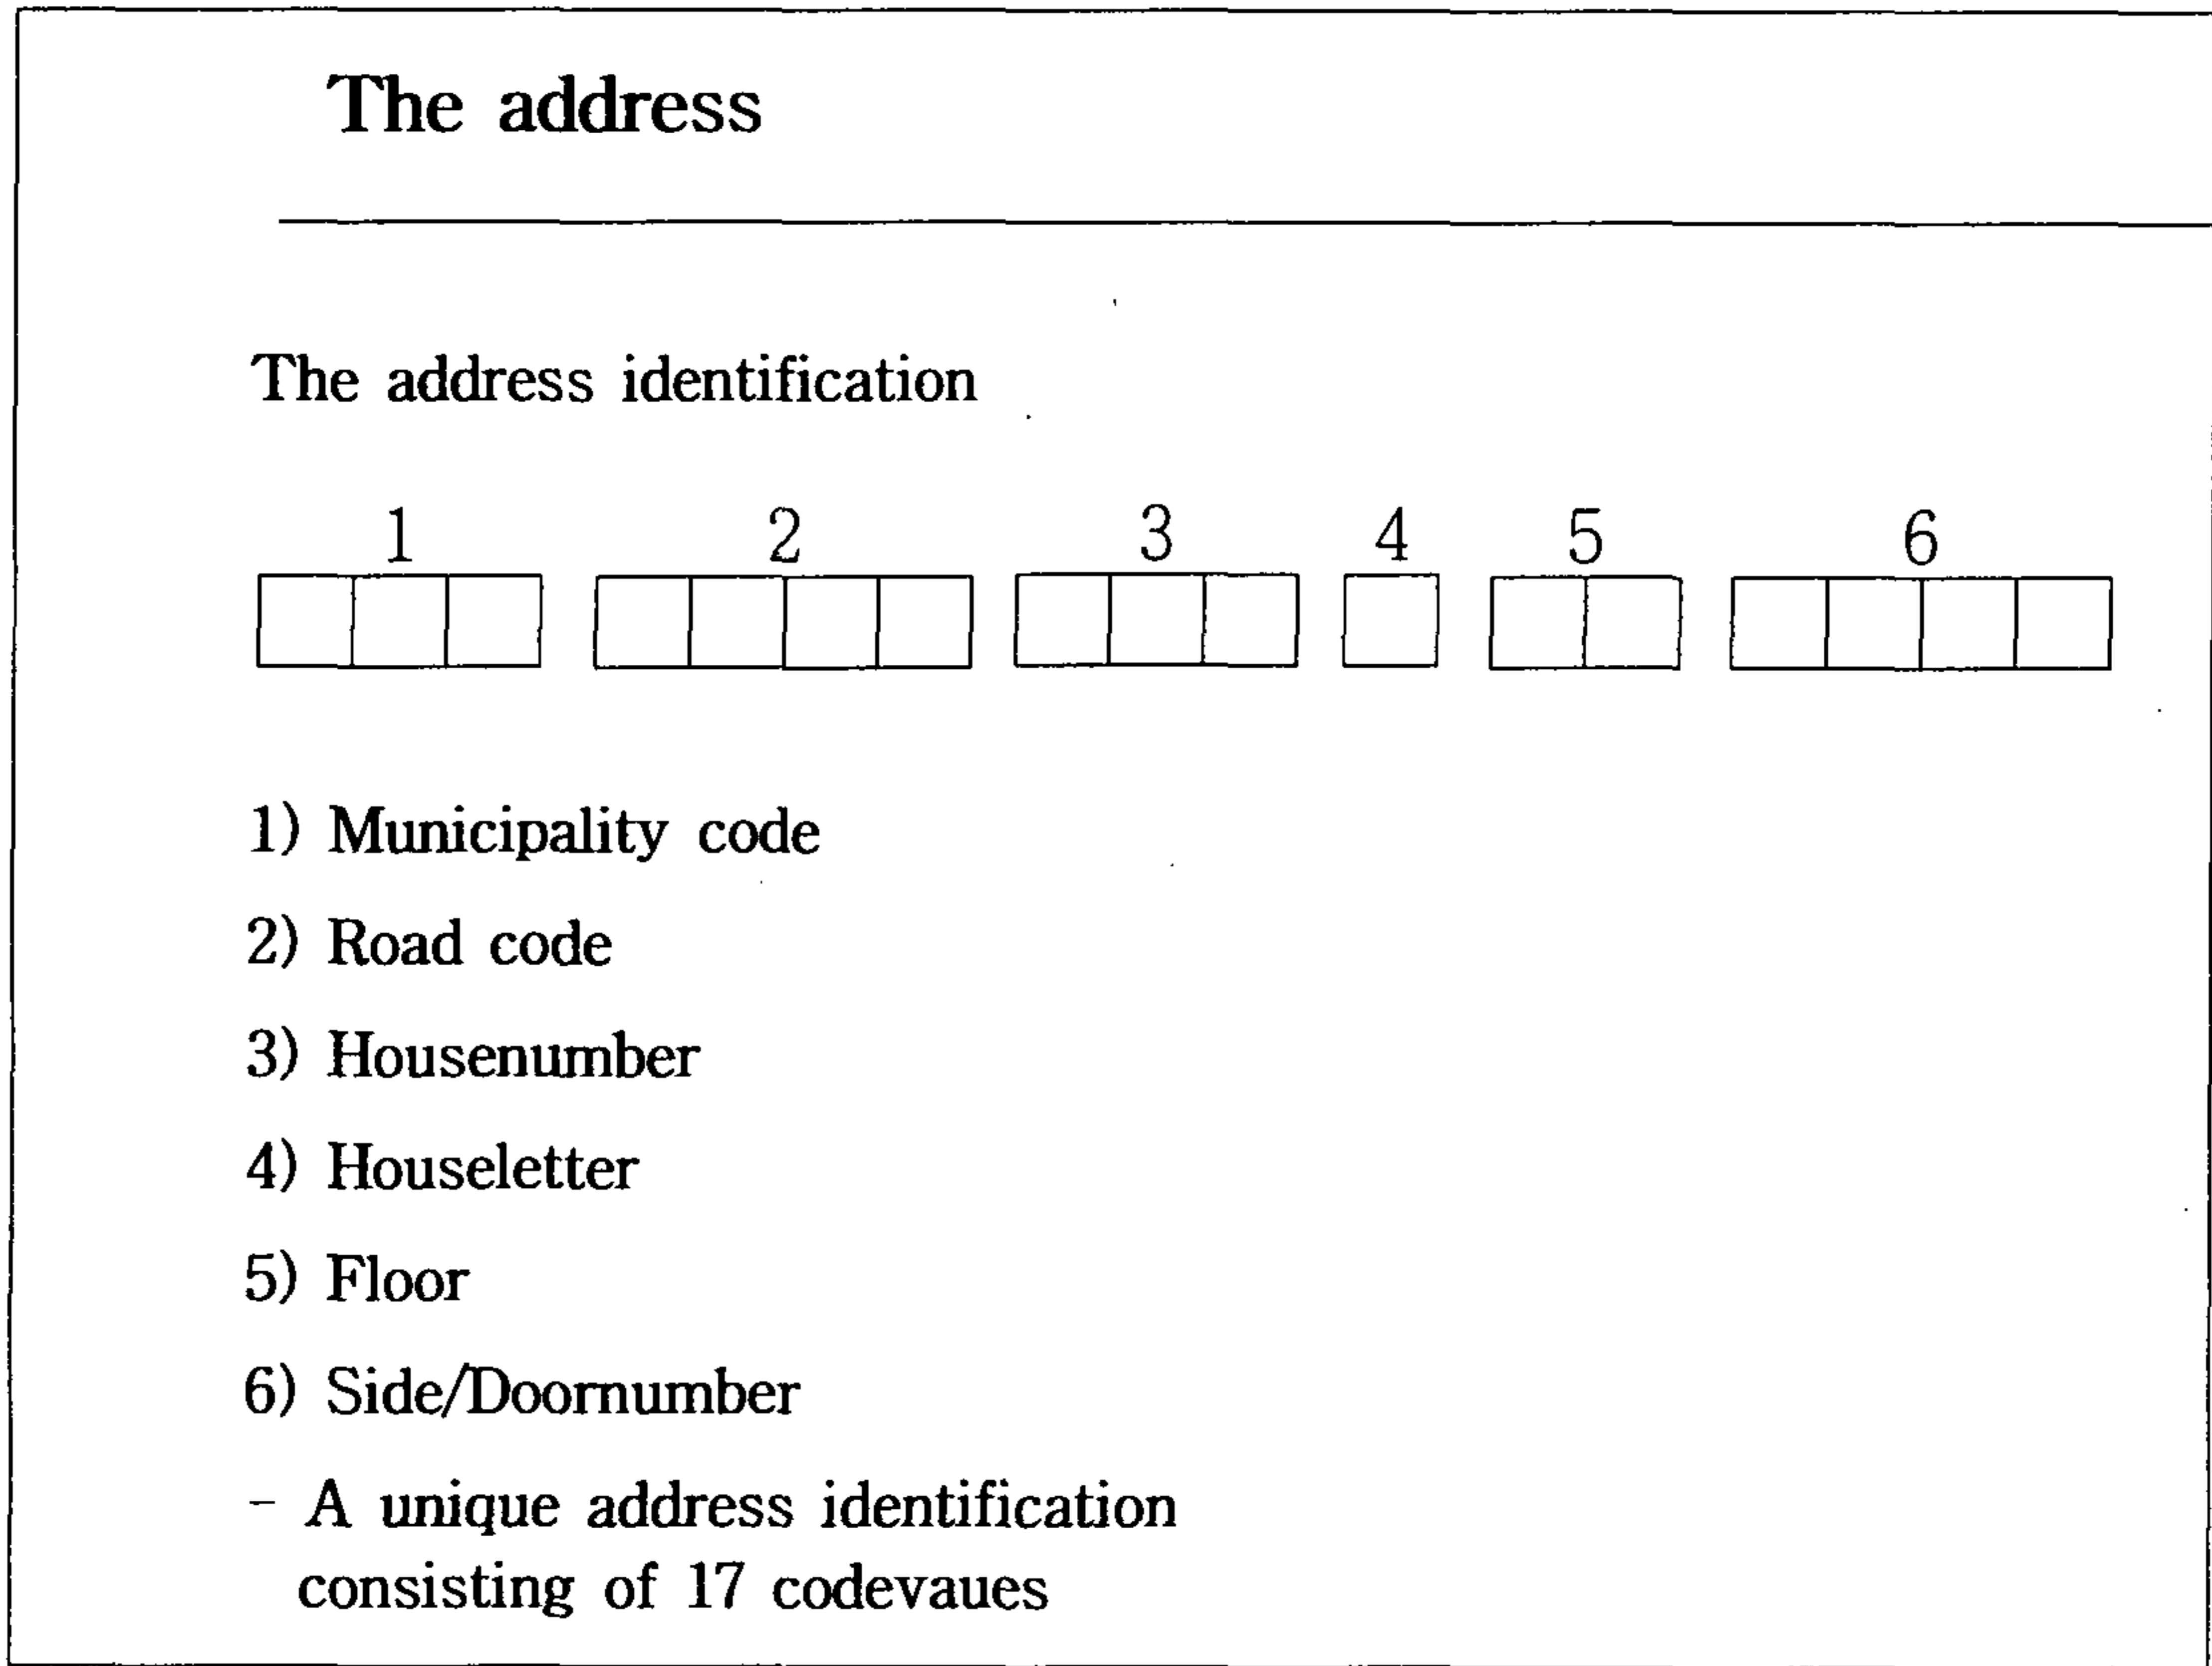 The address
The address identification
1 2 3 4 5 6
1) Municipality code
2) Road code
3) Housenumber
4) Houseletter
5) Floor
6) Side/Doornumber
– A unique address identification
consisting of 17 codevaues